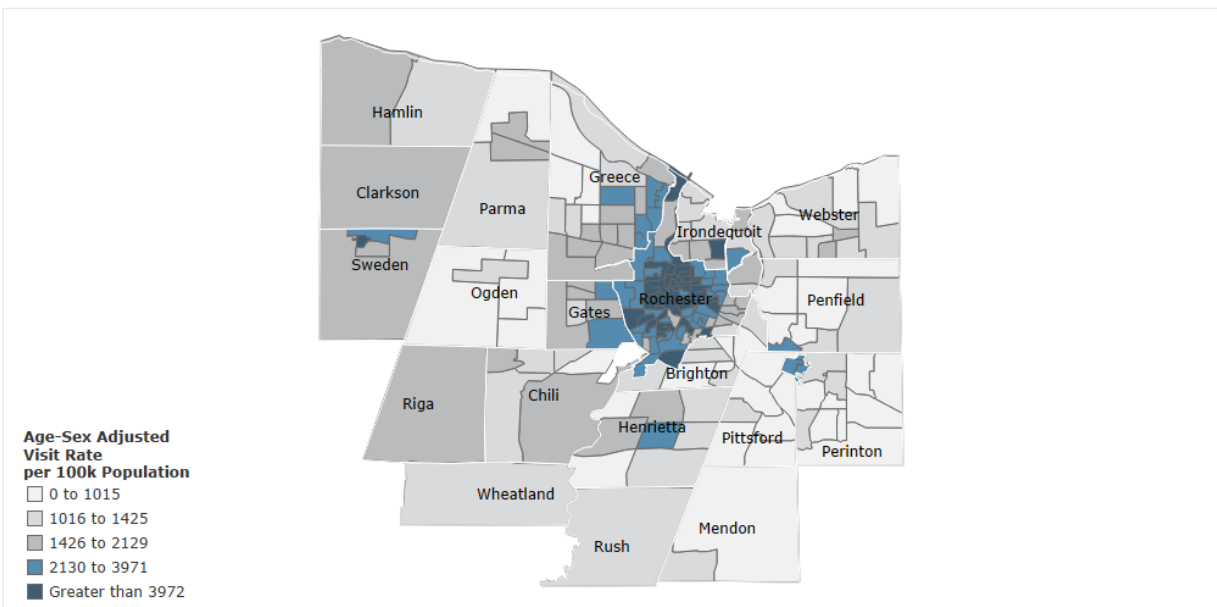 Hamlin
Clarkson
Parma
Greece
Webster
Irondequoit
Sweden
Ogden
Gates
Rochester
Penfield
Brighton
Riga
Chili
Henrietta
Pittsford
Perinton
Wheatland
Rush
Mendon
Age-Sex Adjusted
Visit Rate
per 100k Population
0 to 1015
1016 to 1425
1426 to 2129
2130 to 3971
Greater than 3972